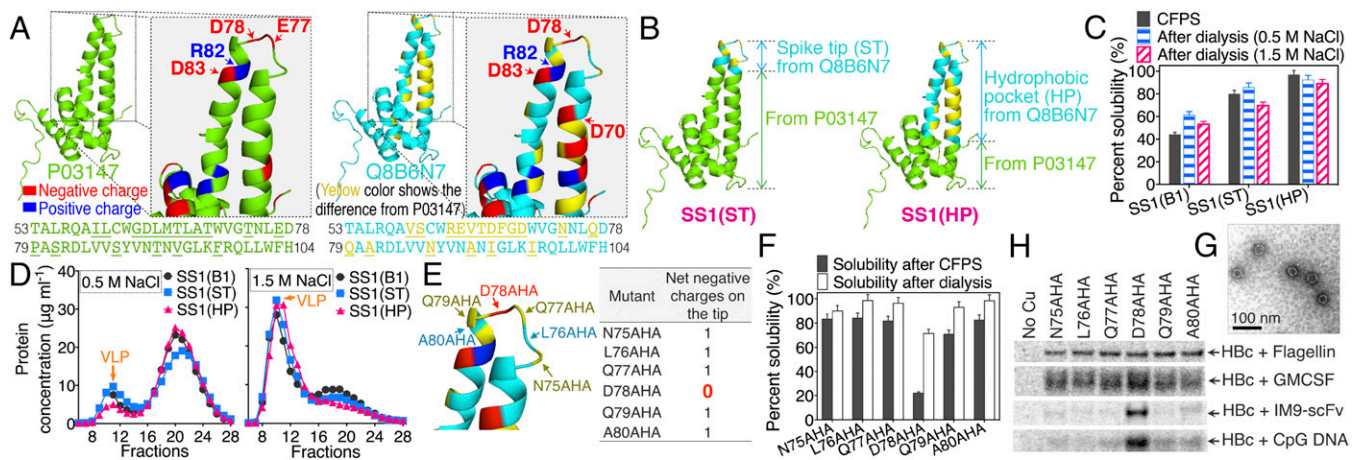 A
D78
E77
R82
D83
P03147
Negative charge
Positive charge
53 TALRQAILCWGDLMTLATWVGTNLED 78
79 PASRDLVVSYVNTNVGLKFRQLLWFH 104
D78
R82
D83
D70
Q8B6N7
(Yellow color shows the
difference from P03147)
53 TALRQAVSCWREVTDFGDWVGNNLQD 78
79 QAARDLVVNYVNANIGLKIRQLLWFH 104
B
Spike tip (ST)
from Q8B6N7
From P03147
SS1(ST)
Hydrophobic
pocket (HP)
from Q8B6N7
From P03147
SS1(HP)
C
CFPS
After dialysis (0.5 M NaCl)
After dialysis (1.5 M NaCl)
Percent solubility (%)
100
80
60
40
20
0
SS1(B1)
SS1(ST)
SS1(HP)
D
Protein
concentration (µg ml⁻¹)
40
30
20
10
0
0.5 M NaCl
SS1(B1)
SS1(ST)
SS1(HP)
VLP
8 12 16 20 24 28
Fractions
1.5 M NaCl
VLP
SS1(B1)
SS1(ST)
SS1(HP)
8 12 16 20 24 28
Fractions
E
D78AHA
Q79AHA
Q77AHA
A80AHA
L76AHA
N75AHA
Mutant
Net negative
charges on
the tip
N75AHA 1
L76AHA 1
Q77AHA 1
D78AHA 0
Q79AHA 1
A80AHA 1
F
Solubility after CFPS
Solubility after dialysis
Percent solubility (%)
100
80
60
40
20
0
N75AHA
L76AHA
Q77AHA
D78AHA
Q79AHA
A80AHA
G
100 nm
H
No Cu
N75AHA
L76AHA
Q77AHA
D78AHA
Q79AHA
A80AHA
HBc + Flagellin
HBc + GMCSF
HBc + IM9-scFv
HBc + CpG DNA